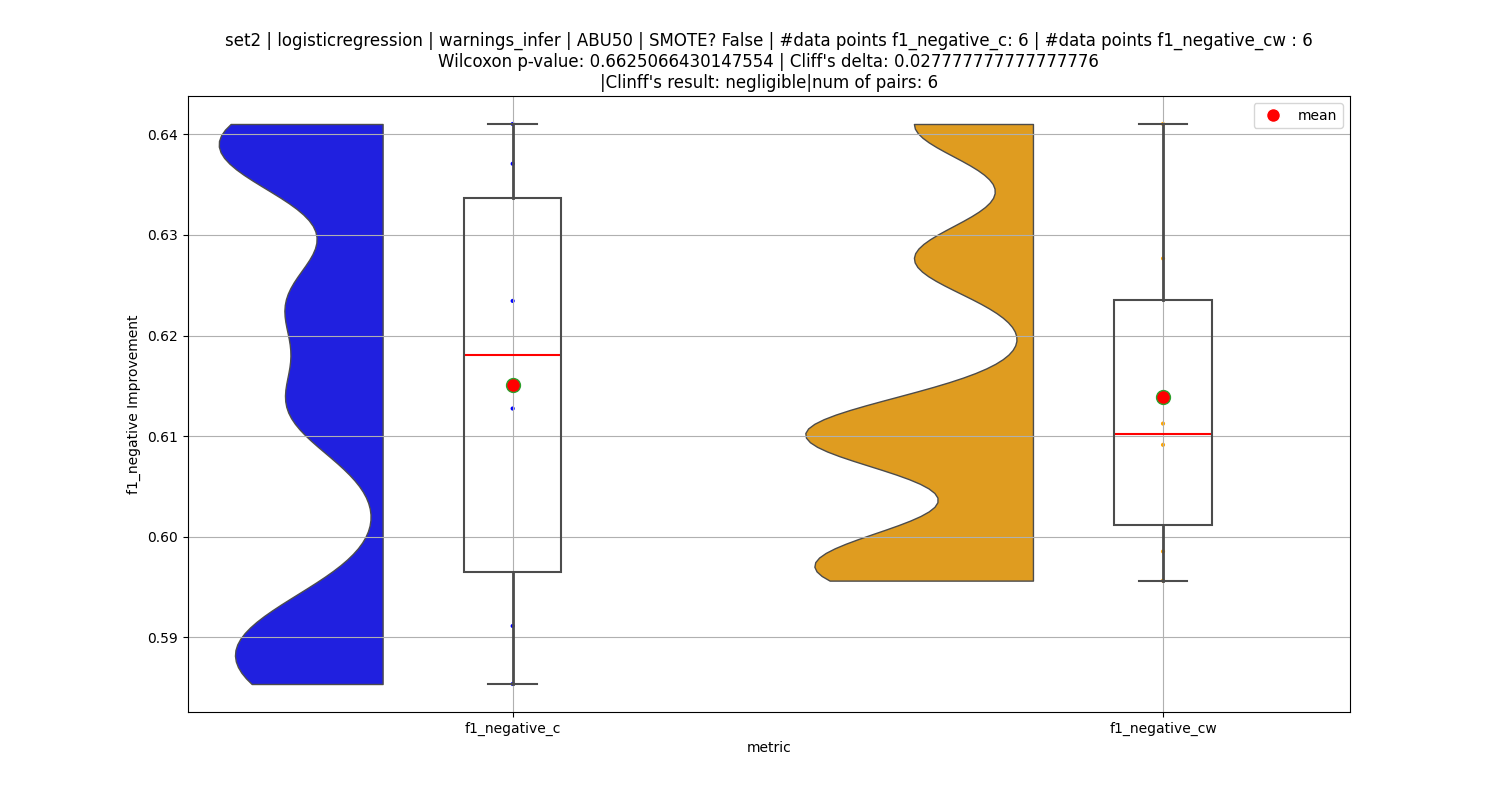 set2 | logisticregression | warnings_infer | ABU50 | SMOTE? False | #data points f1_negative_c: 6 | #data points f1_negative_cw : 6
Wilcoxon p-value: 0.6625066430147554 | Cliff's delta: 0.027777777777777776
|Clinff's result: negligible|num of pairs: 6
mean
0.64
0.63
0.62
0.61
0.60
0.59
f1_negative Improvement
f1_negative_c
f1_negative_cw
metric